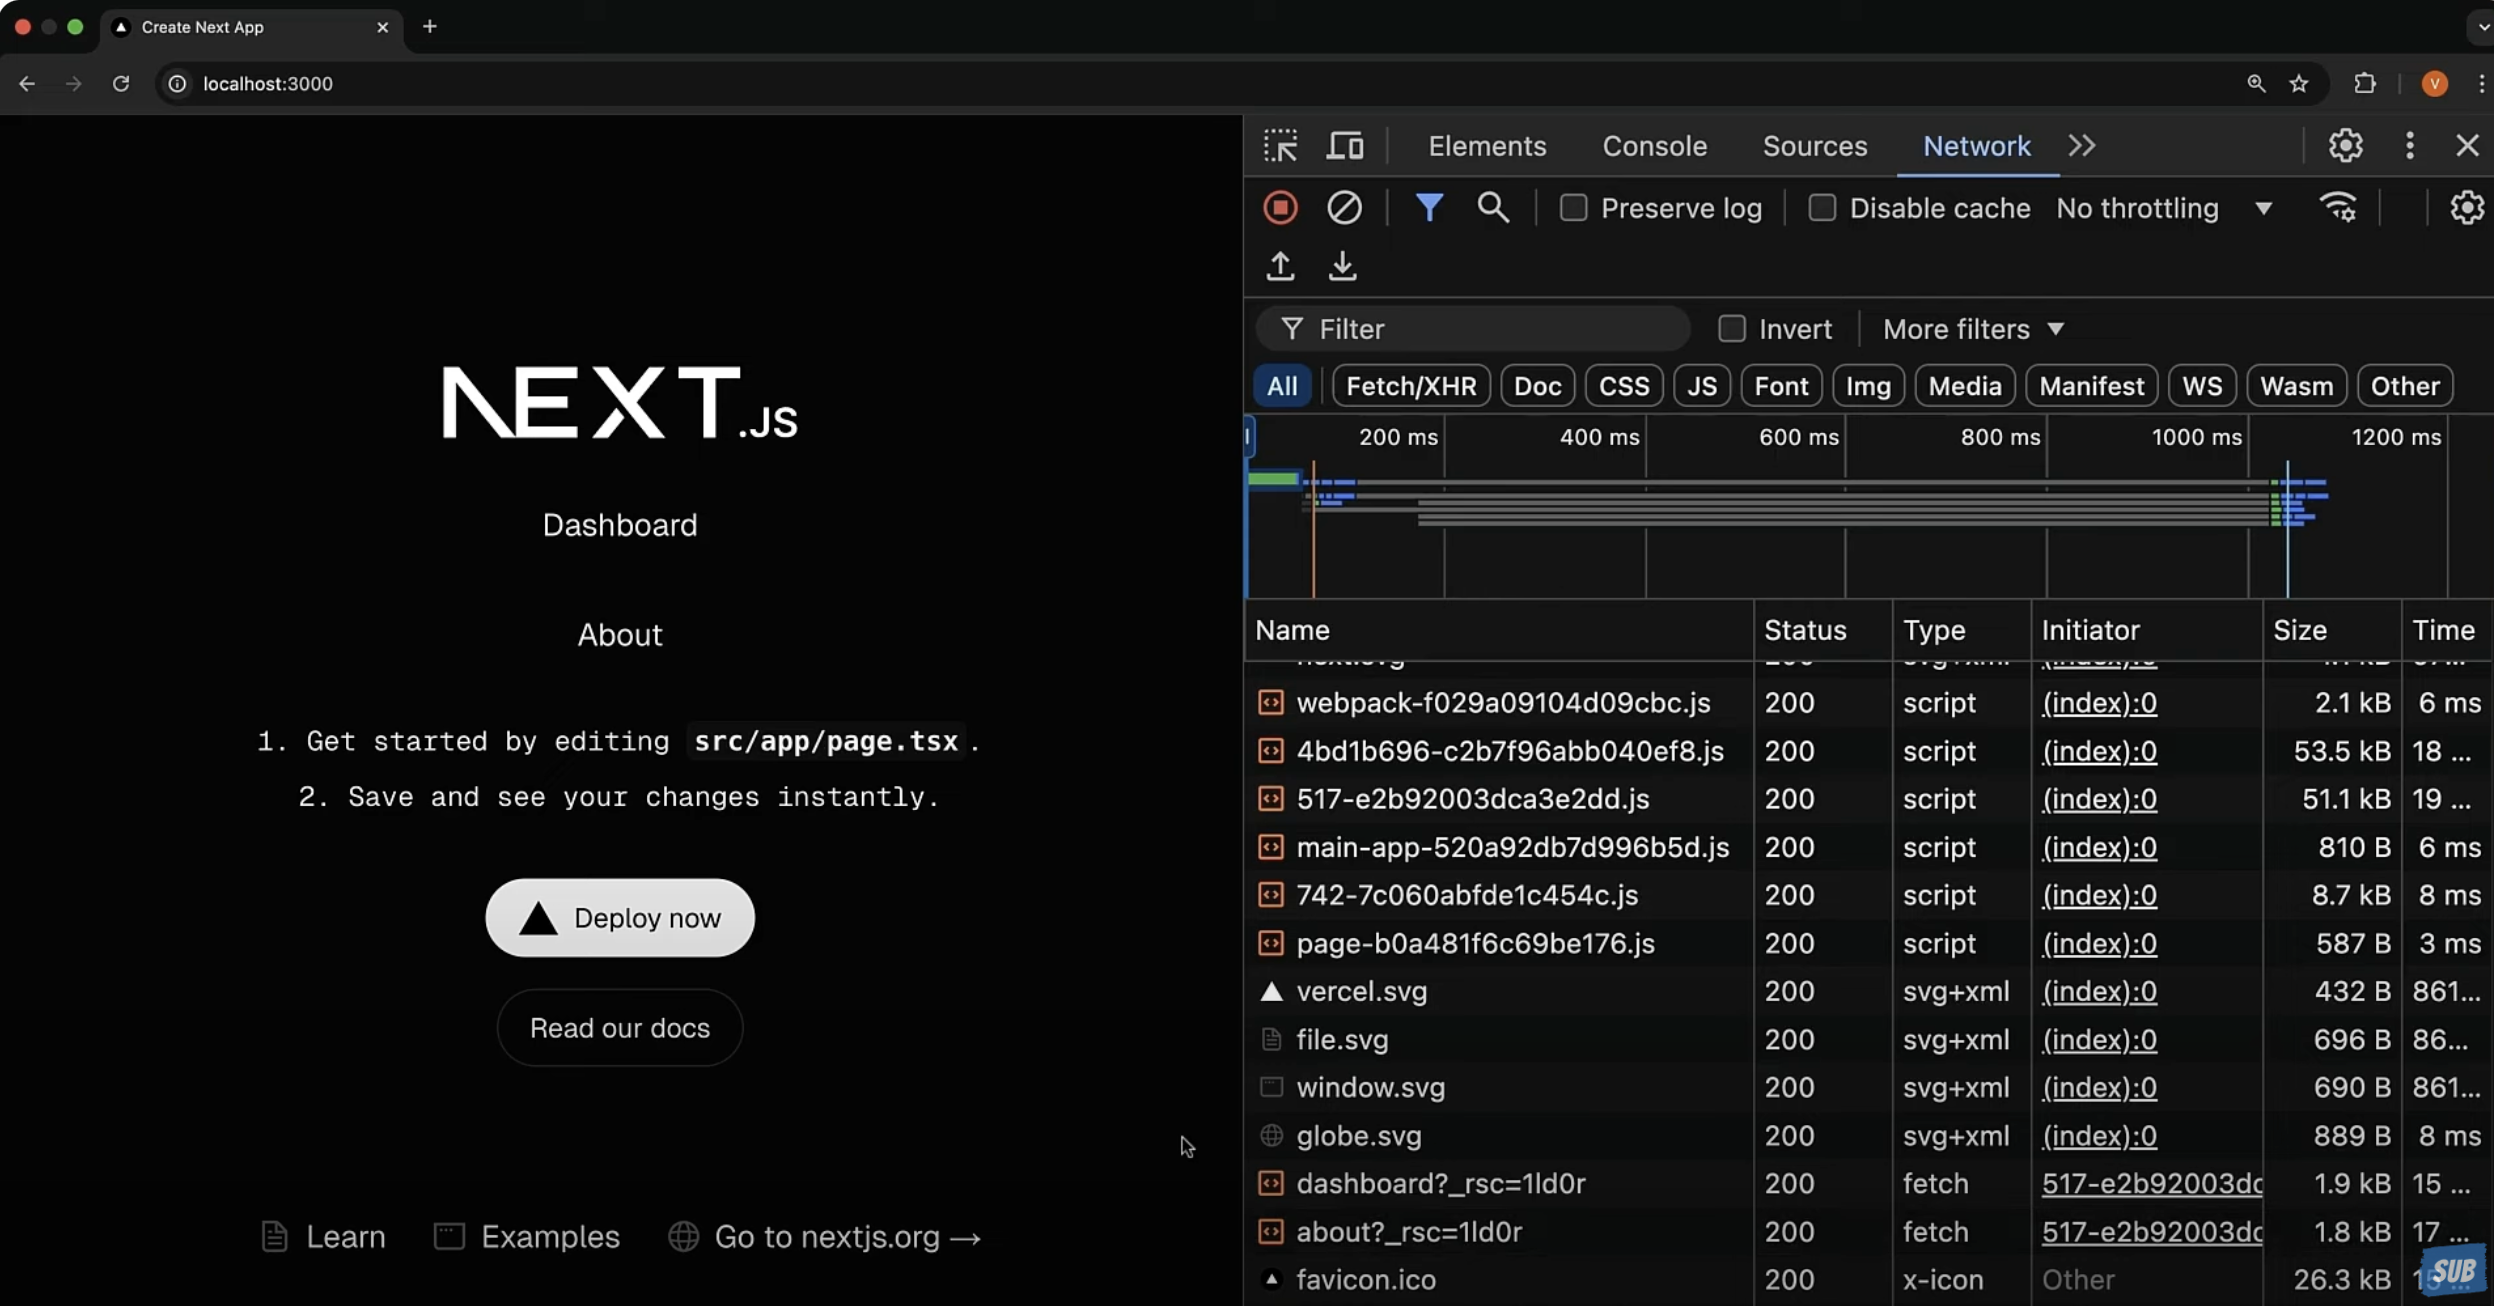 Create Next App
localhost:3000
V
NEXT.JS
Dashboard
About
1. Get started by editing src/app/page.tsx.
2. Save and see your changes instantly.
Deploy now
Read our docs
Learn
Examples
Go to nextjs.org →
Elements Console Sources Network
Preserve log Disable cache No throttling
Filter Invert More filters
All Fetch/XHR Doc CSS JS Font Img Media Manifest WS Wasm Other
200 ms 400 ms 600 ms 800 ms 1000 ms 1200 ms
Name Status Type Initiator Size Time
webpack-f029a09104d09cbc.js 200 script (index):0 2.1 kB 6 ms
4bd1b696-c2b7f96abb040ef8.js 200 script (index):0 53.5 kB 18 ...
517-e2b92003dca3e2dd.js 200 script (index):0 51.1 kB 19 ...
main-app-520a92db7d996b5d.js 200 script (index):0 810 B 6 ms
742-7c060abfde1c454c.js 200 script (index):0 8.7 kB 8 ms
page-b0a481f6c69be176.js 200 script (index):0 587 B 3 ms
vercel.svg 200 svg+xml (index):0 432 B 861...
file.svg 200 svg+xml (index):0 696 B 86...
window.svg 200 svg+xml (index):0 690 B 861...
globe.svg 200 svg+xml (index):0 889 B 8 ms
dashboard?_rsc=1ld0r 200 fetch 517-e2b92003dc 1.9 kB 15 ...
about?_rsc=1ld0r 200 fetch 517-e2b92003dc 1.8 kB 17 ...
favicon.ico 200 x-icon Other 26.3 kB
SUB